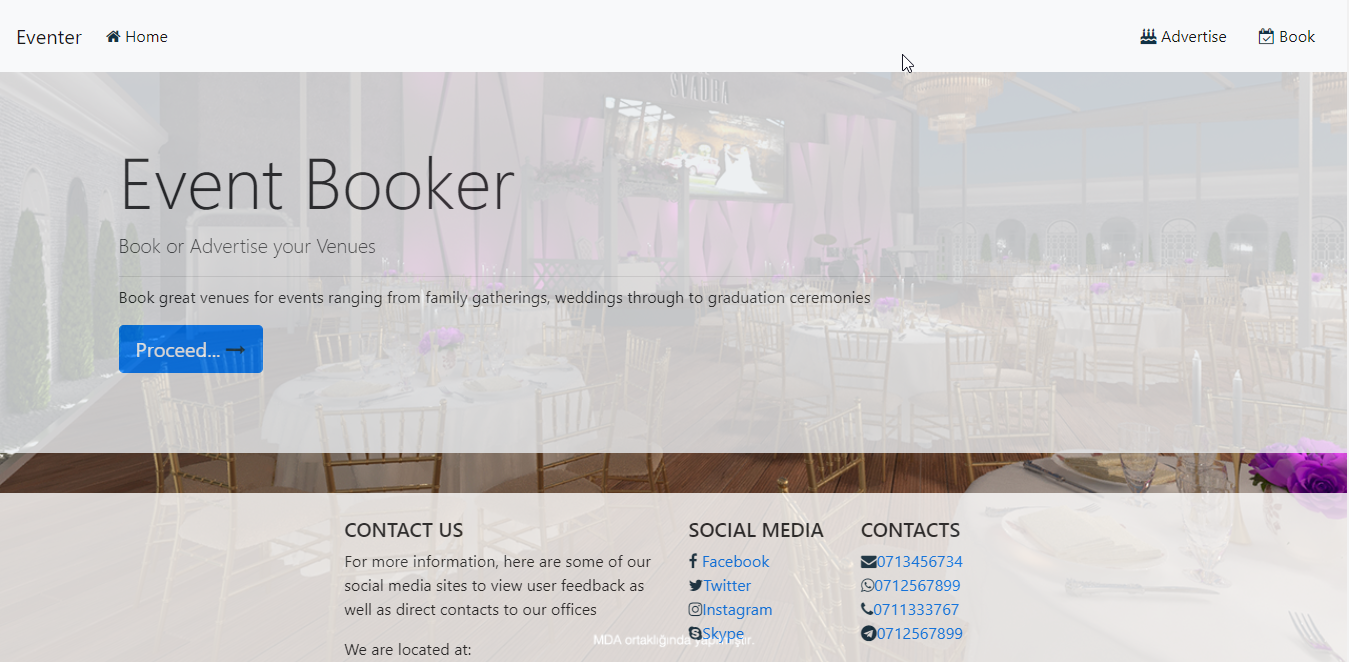 Eventer Home Advertise Book
SVADBA
Event Booker
Book or Advertise your Venues
Book great venues for events ranging from family gatherings, weddings through to graduation ceremonies
Proceed...
CONTACT US
For more information, here are some of our
social media sites to view user feedback as
well as direct contacts to our offices
We are located at:
SOCIAL MEDIA
Facebook
Twitter
Instagram
Skype
CONTACTS
0713456734
0712567899
0711333767
0712567899
MDA ortaklığında